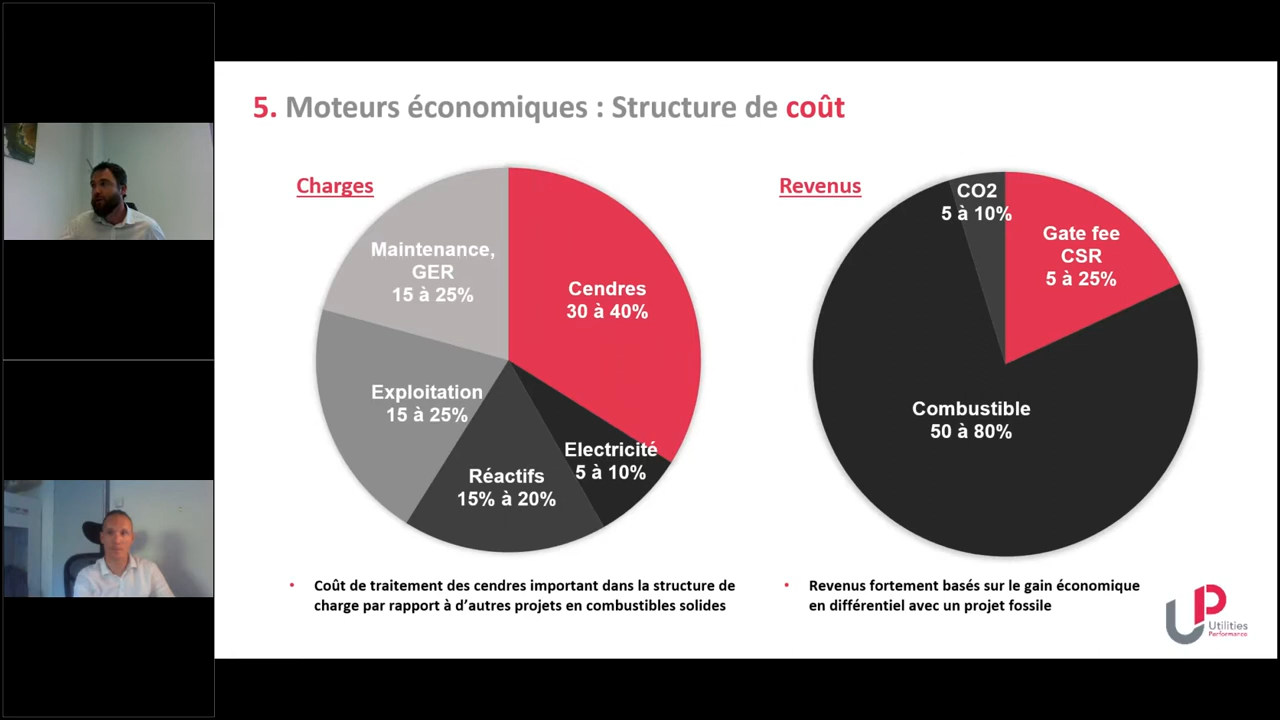 5. Moteurs économiques : Structure de coût
Charges
Maintenance,
GER
15 à 25%
Cendres
30 à 40%
Exploitation
15 à 25%
Electricité
5 à 10%
Réactifs
15% à 20%
Coût de traitement des cendres important dans la structure de
charge par rapport à d’autres projets en combustibles solides
Revenus
CO2
5 à 10%
Gate fee
CSR
5 à 25%
Combustible
50 à 80%
Revenus fortement basés sur le gain économique
en différentiel avec un projet fossile
UP
Utilities
Performance